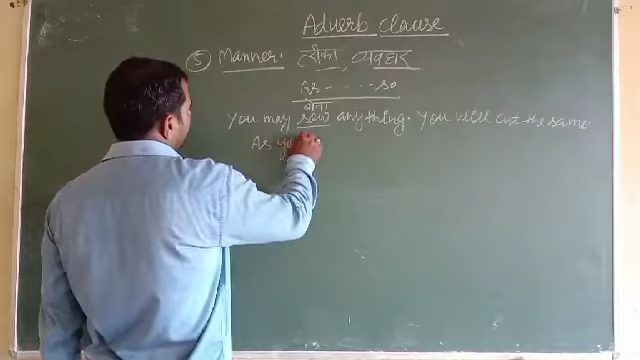 Adverb clause
⑤ Manner. तरीका, व्यवहार
As - . . . so
बोना
You may sow anything. You will cut the same
As yo